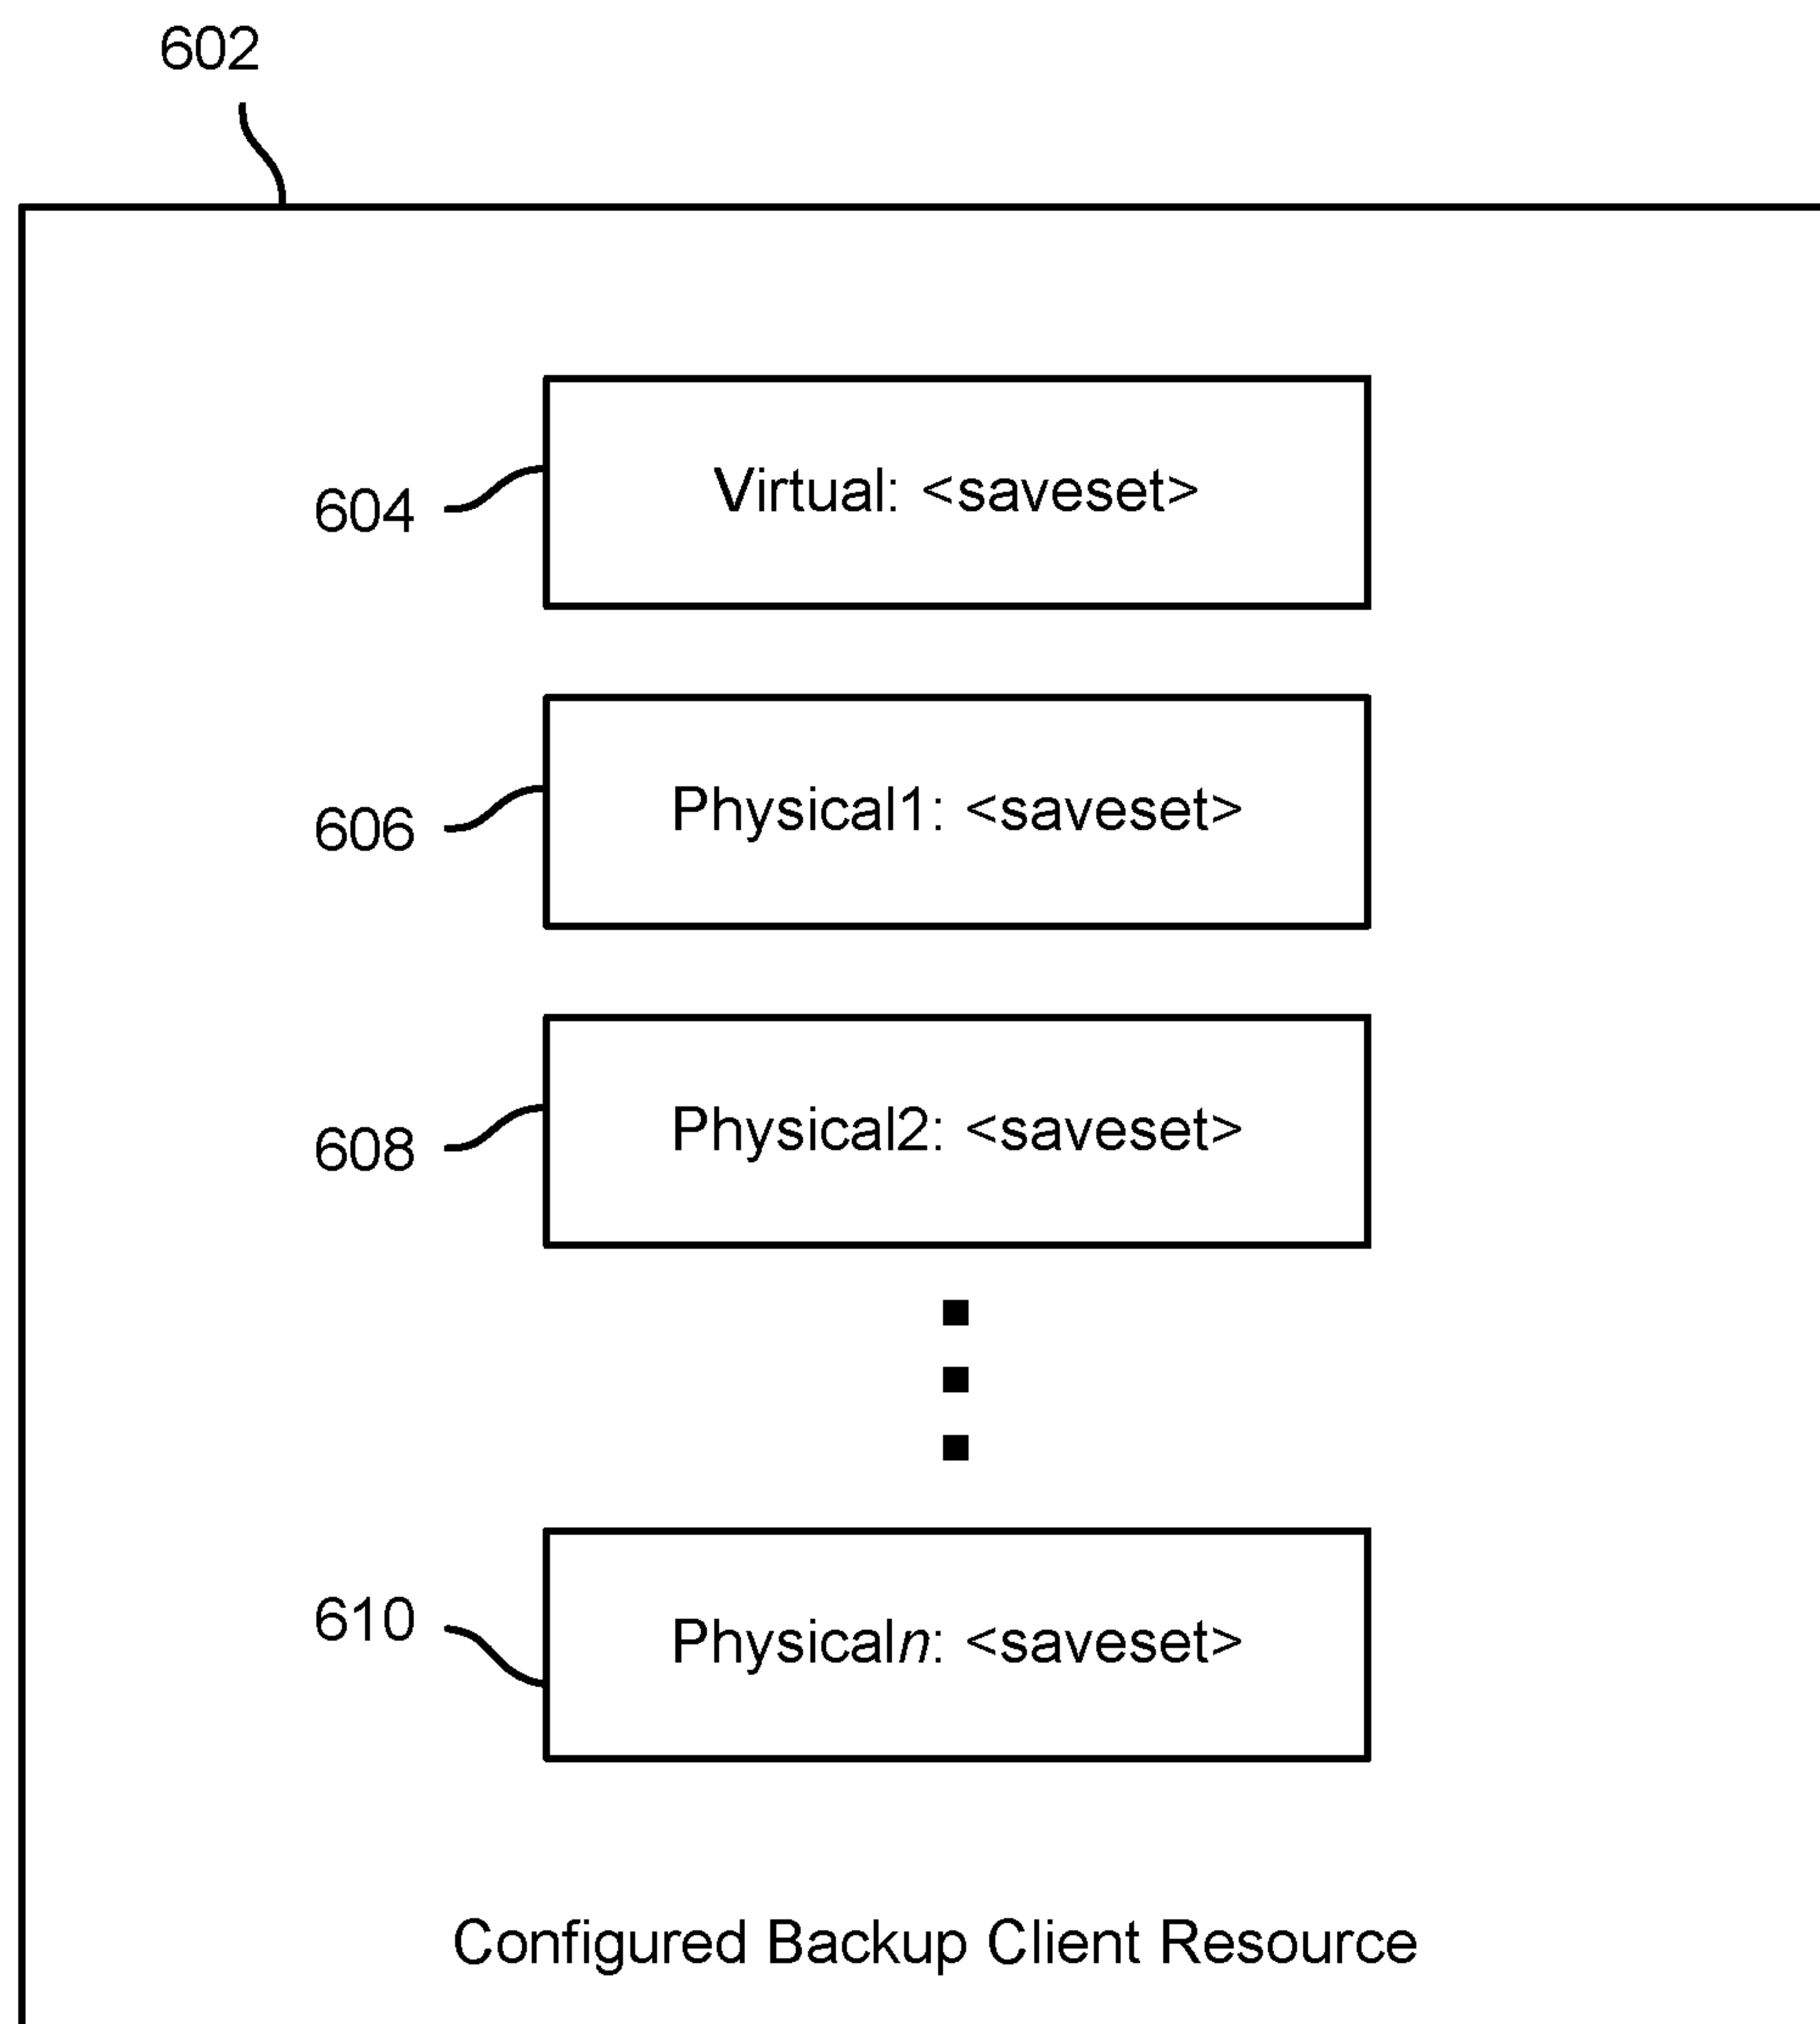 602
604
Virtual: <saveset>
606
Physical1: <saveset>
608
Physical2: <saveset>
610
Physicaln: <saveset>
Configured Backup Client Resource